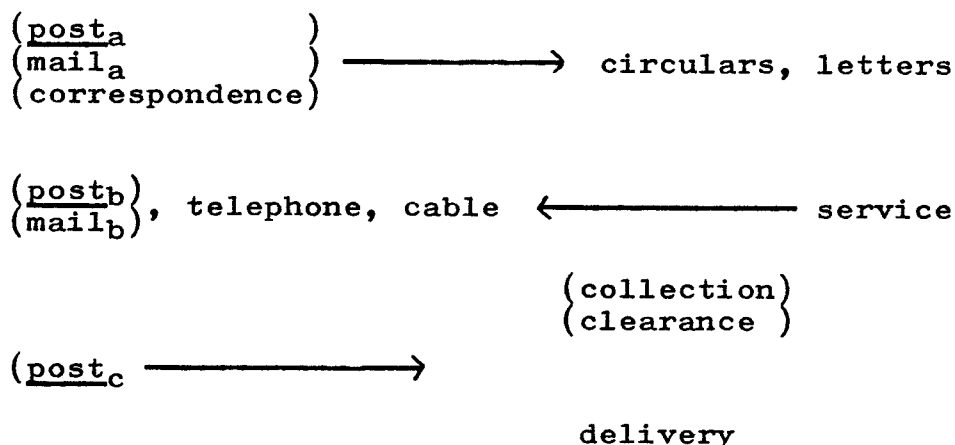 (post_a )
(mail_a ) ⟶ circulars, letters
(correspondence)
(post_b)
(mail_b), telephone, cable ⟵ service
(collection)
(clearance )
(post_c ⟶
delivery